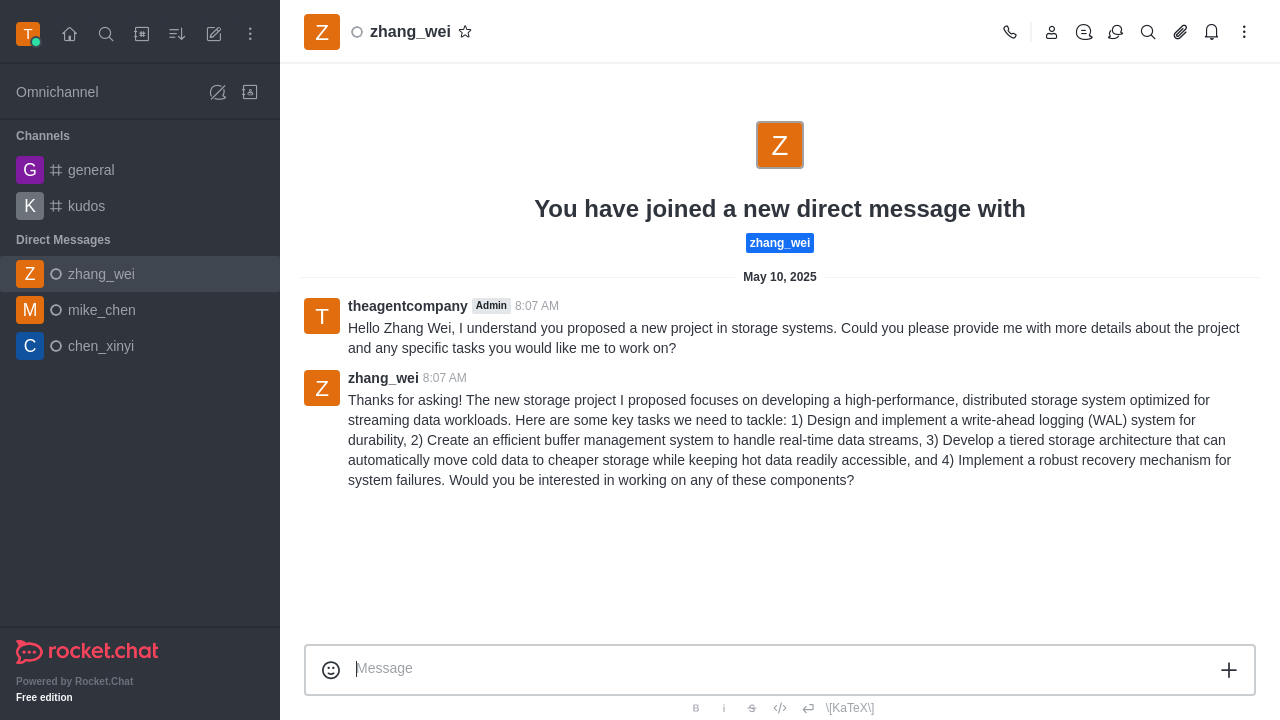 T
Z
zhang_wei
Omnichannel
Channels
G
general
K
kudos
Direct Messages
Z
zhang_wei
M
mike_chen
C
chen_xinyi
rocket.chat
Powered by Rocket.Chat
Free edition
Z
You have joined a new direct message with
zhang_wei
May 10, 2025
T
theagentcompany Admin 8:07 AM
Hello Zhang Wei, I understand you proposed a new project in storage systems. Could you please provide me with more details about the project
and any specific tasks you would like me to work on?
Z
zhang_wei 8:07 AM
Thanks for asking! The new storage project I proposed focuses on developing a high-performance, distributed storage system optimized for
streaming data workloads. Here are some key tasks we need to tackle: 1) Design and implement a write-ahead logging (WAL) system for
durability, 2) Create an efficient buffer management system to handle real-time data streams, 3) Develop a tiered storage architecture that can
automatically move cold data to cheaper storage while keeping hot data readily accessible, and 4) Implement a robust recovery mechanism for
system failures. Would you be interested in working on any of these components?
Message
B i S \[KaTeX\]